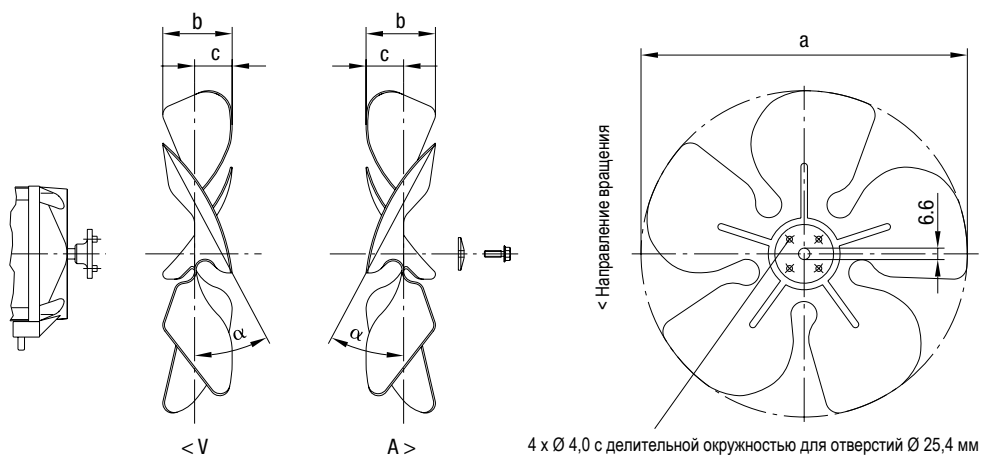 b
c
b
c
a
< Направление вращения
6.6
α
α
< V
A >
4 x Ø 4,0 с делительной окружностью для отверстий Ø 25,4 мм